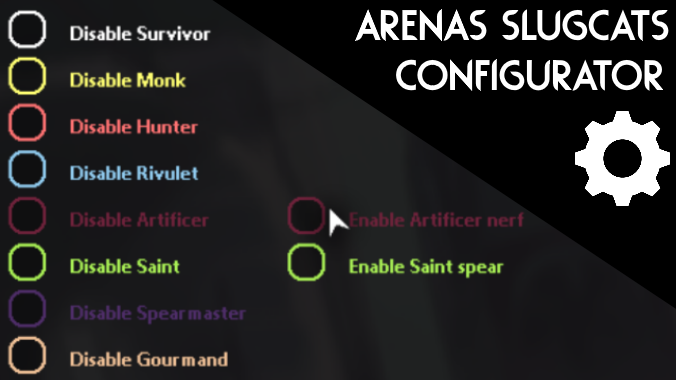 ARENAS SLUGCATS
CONFIGURATOR
Disable Survivor
Disable Monk
Disable Hunter
Disable Rivulet
Disable Artificer
Enable Artificer nerf
Disable Saint
Enable Saint spear
Disable Spearmaster
Disable Gourmand